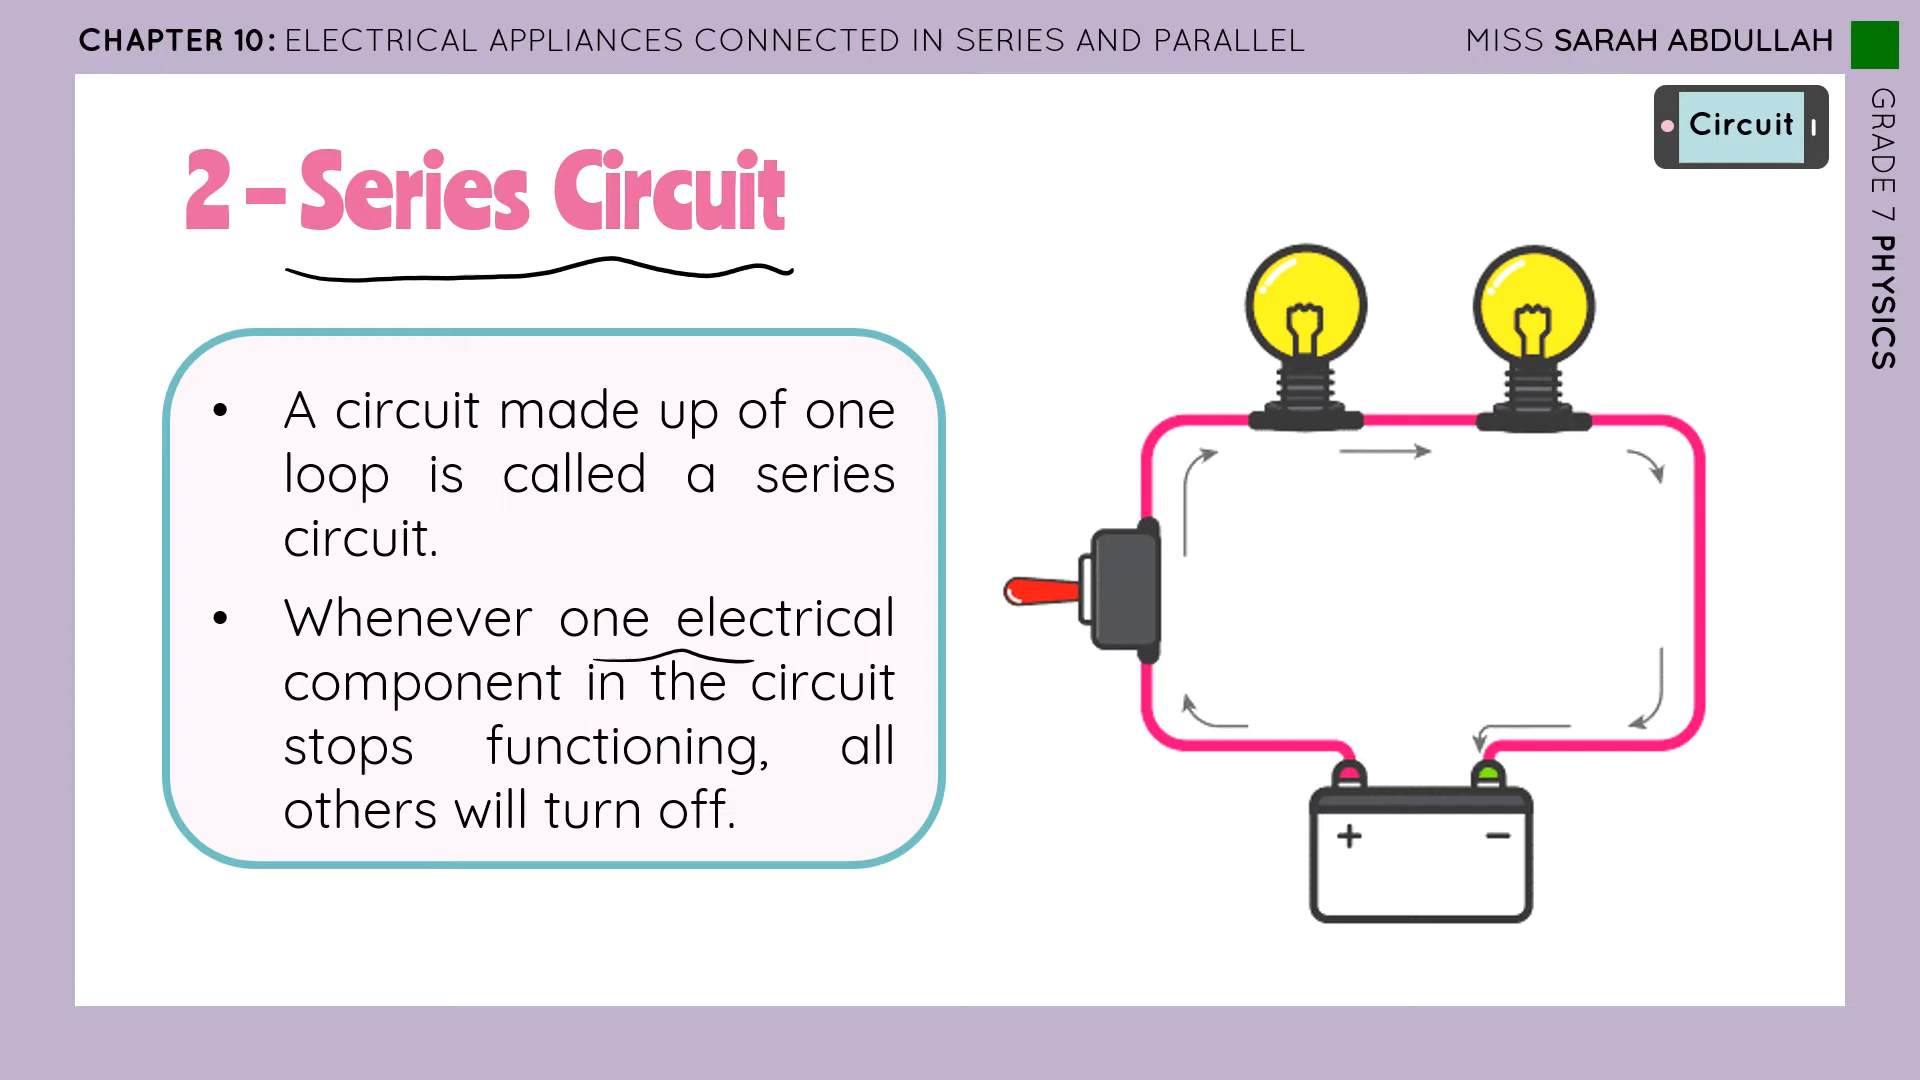 CHAPTER 10: ELECTRICAL APPLIANCES CONNECTED IN SERIES AND PARALLEL
MISS SARAH ABDULLAH
GRADE 7 PHYSICS
Circuit
2-Series Circuit
• A circuit made up of one
loop is called a series
circuit.
• Whenever one electrical
component in the circuit
stops functioning, all
others will turn off.
+ −